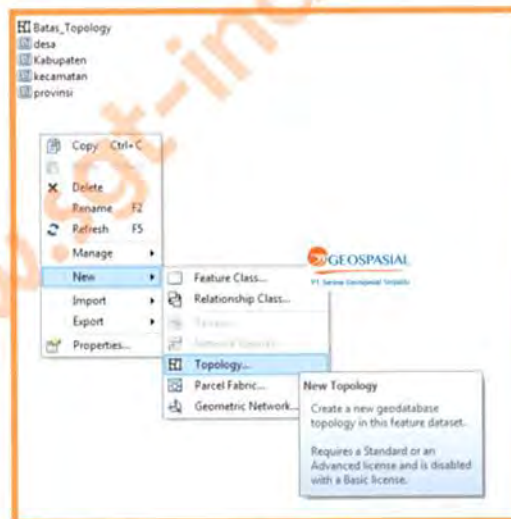 Batas_Topology
desa
Kabupaten
kecamatan
provinsi
Copy Ctrl+C
Delete
Rename F2
Refresh F5
Manage
New
Import
Export
Properties...
Feature Class...
Relationship Class...
Topology...
Parcel Fabric...
Geometric Network...
GEOSPASIAL
New Topology
Create a new geodatabase
topology in this feature dataset.
Requires a Standard or an
Advanced license and is disabled
with a Basic license.